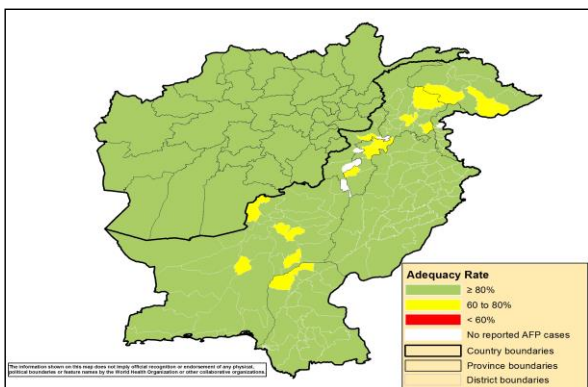 Adequacy Rate
≥ 80%
60 to 80%
< 60%
No reported AFP cases
Country boundaries
Province boundaries
District boundaries
The information shown on this map does not imply official recognition or endorsement of any physical,
political boundaries or feature names by the World Health Organization or other collaborative organizations.